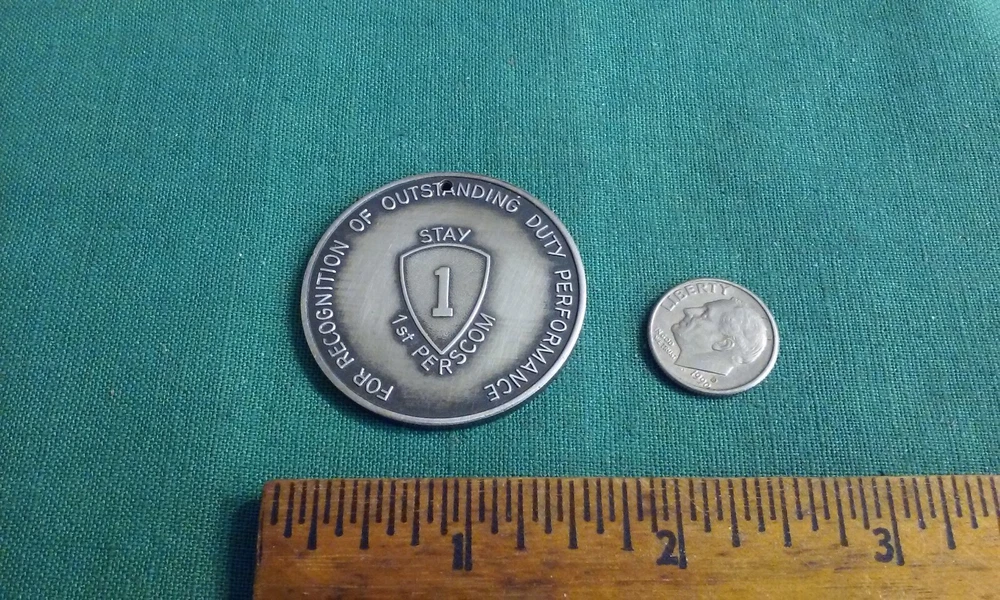 FOR RECOGNITION OF OUTSTANDING DUTY PERFORMANCE
STAY
1
1st PERSCOM
LIBERTY
1 2 3